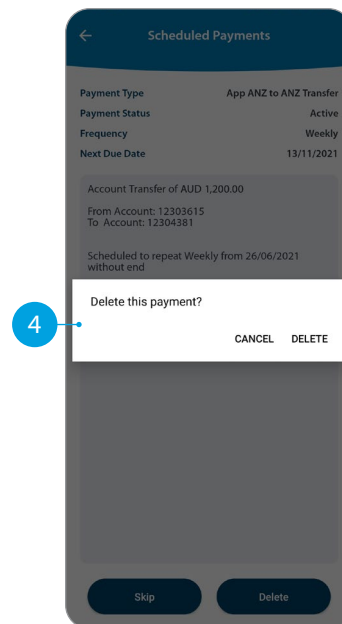 Scheduled Payments
Payment Type App ANZ to ANZ Transfer
Payment Status Active
Frequency Weekly
Next Due Date 13/11/2021
Account Transfer of AUD 1,200.00
From Account: 12303615
To Account: 12304381
Scheduled to repeat Weekly from 26/06/2021
without end
Delete this payment?
4
CANCEL DELETE
Skip Delete